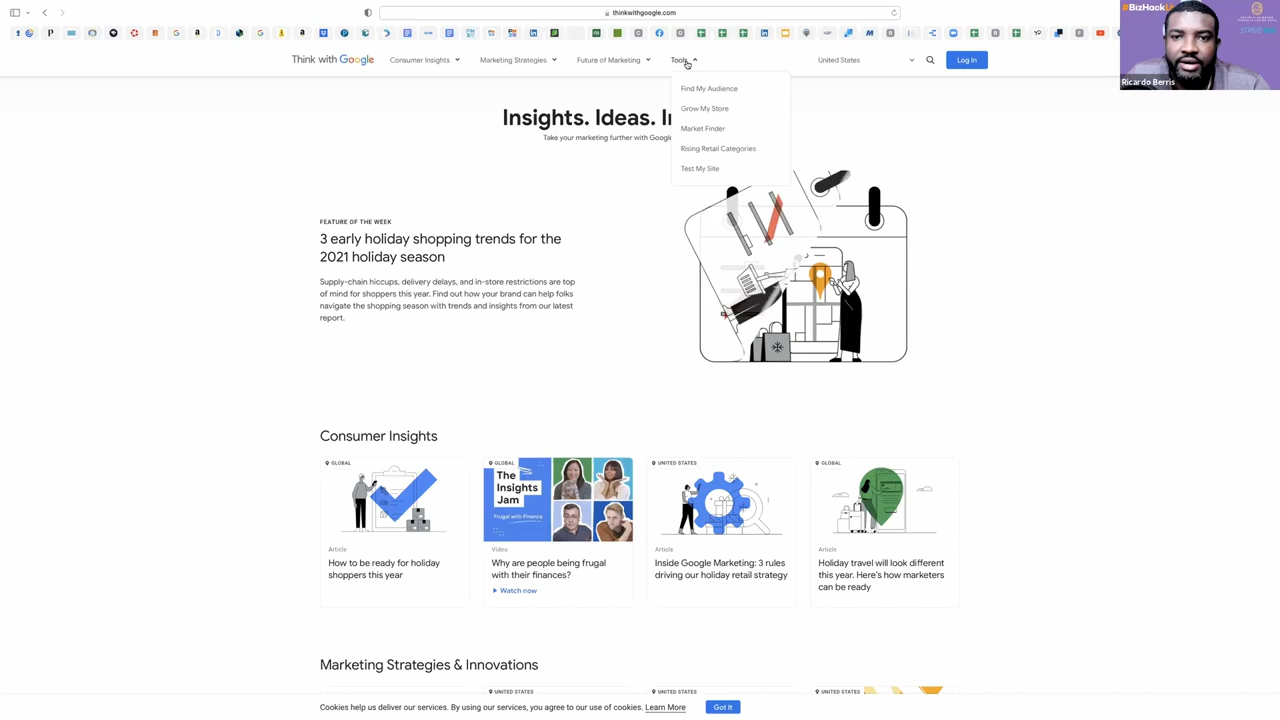 thinkwithgoogle.com
#BizHack
Ricardo Berris
Think with Google
Consumer Insights
Marketing Strategies
Future of Marketing
Tools
United States
Log In
Find My Audience
Grow My Store
Market Finder
Rising Retail Categories
Test My Site
Insights. Ideas.
Take your marketing further with Google
FEATURE OF THE WEEK
3 early holiday shopping trends for the
2021 holiday season
Supply-chain hiccups, delivery delays, and in-store restrictions are top
of mind for shoppers this year. Find out how your brand can help folks
navigate the shopping season with trends and insights from our latest
report.
Consumer Insights
GLOBAL
Article
How to be ready for holiday
shoppers this year
GLOBAL
The
Insights
Jam
Frugal with Finance
Video
Why are people being frugal
with their finances?
Watch now
UNITED STATES
Article
Inside Google Marketing: 3 rules
driving our holiday retail strategy
GLOBAL
Article
Holiday travel will look different
this year. Here's how marketers
can be ready
Marketing Strategies & Innovations
UNITED STATES
UNITED STATES
UNITED STATES
Cookies help us deliver our services. By using our services, you agree to our use of cookies. Learn More
Got It